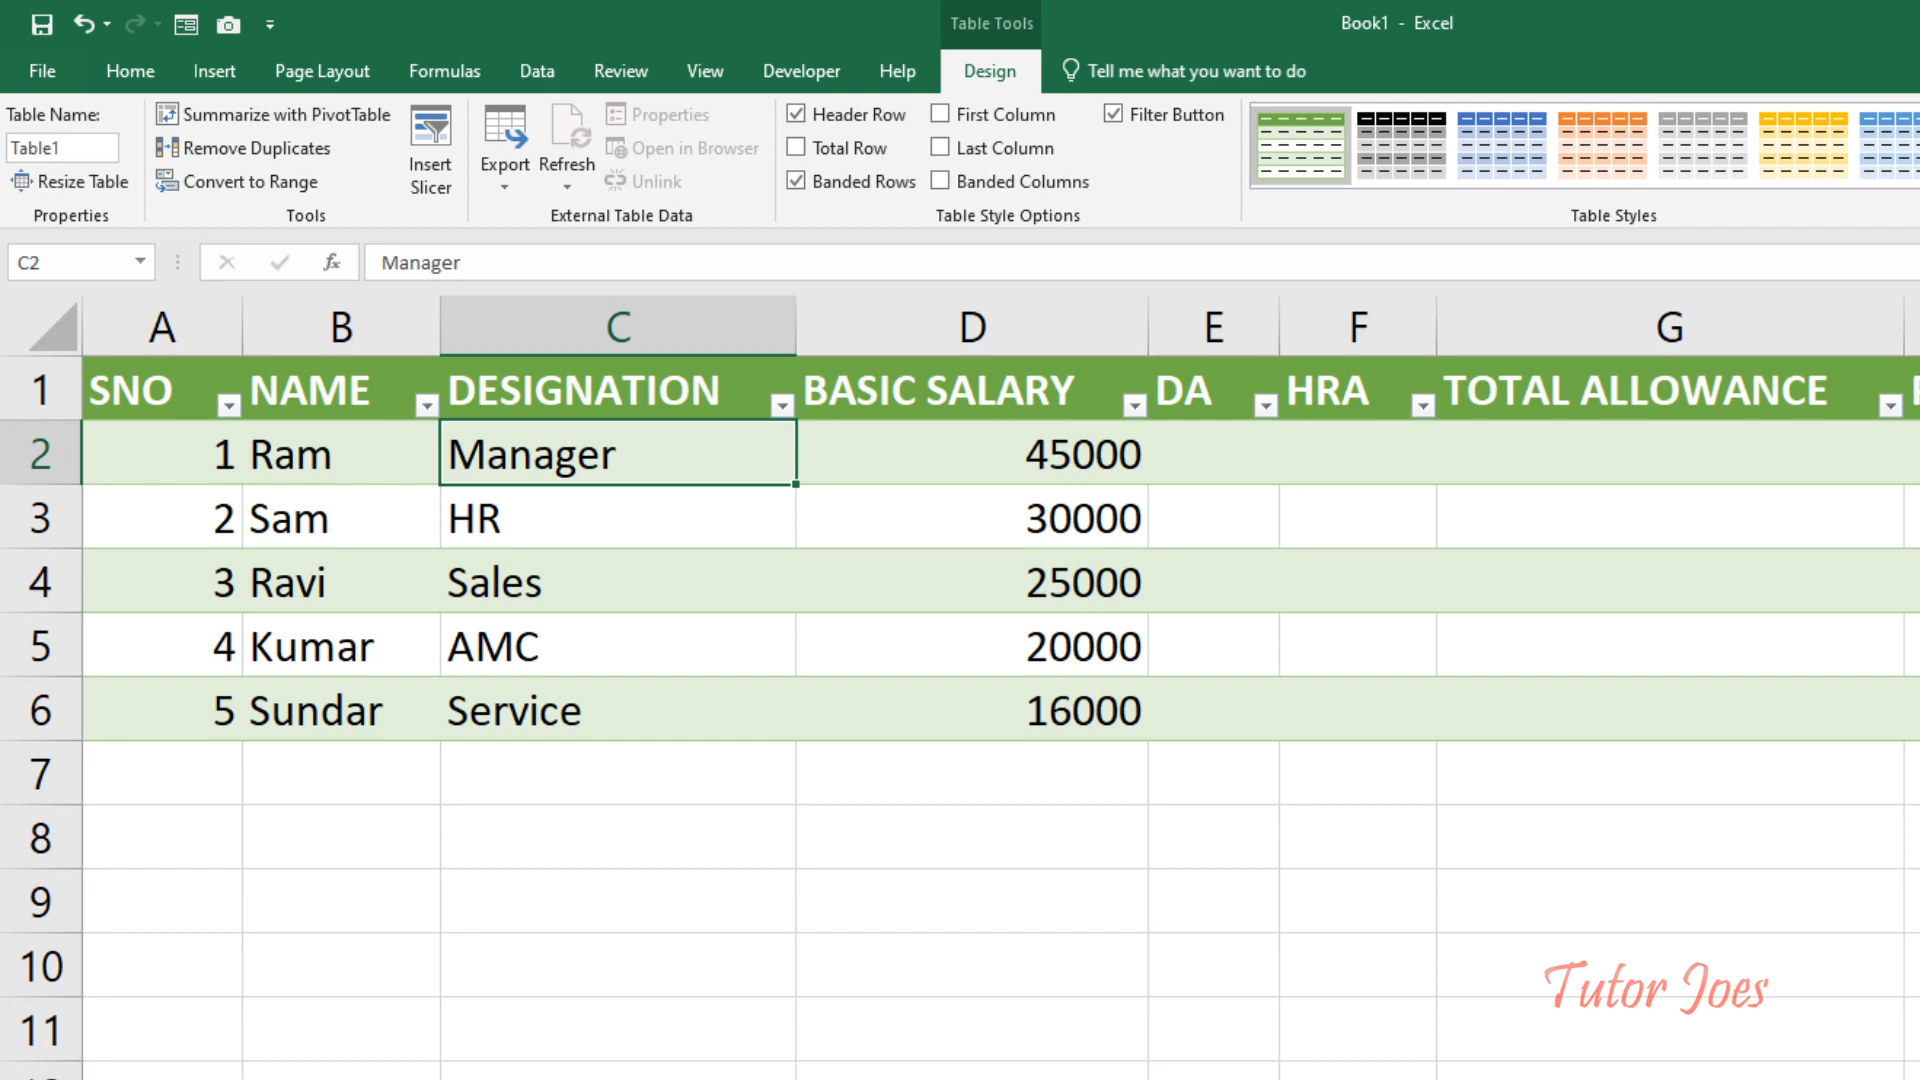 Table Tools
Book1 - Excel
File Home Insert Page Layout Formulas Data Review View Developer Help Design Tell me what you want to do
Table Name:
Table1
Resize Table
Properties
Summarize with PivotTable
Remove Duplicates
Convert to Range
Tools
Insert
Slicer
Export
Refresh
Properties
Open in Browser
Unlink
External Table Data
Header Row
Total Row
Banded Rows
First Column
Last Column
Banded Columns
Filter Button
Table Style Options
Table Styles
C2
fx
Manager
A B C D E F G
1 SNO NAME DESIGNATION BASIC SALARY DA HRA TOTAL ALLOWANCE
2 1 Ram Manager 45000
3 2 Sam HR 30000
4 3 Ravi Sales 25000
5 4 Kumar AMC 20000
6 5 Sundar Service 16000
7
8
9
10
11
Tutor Joes